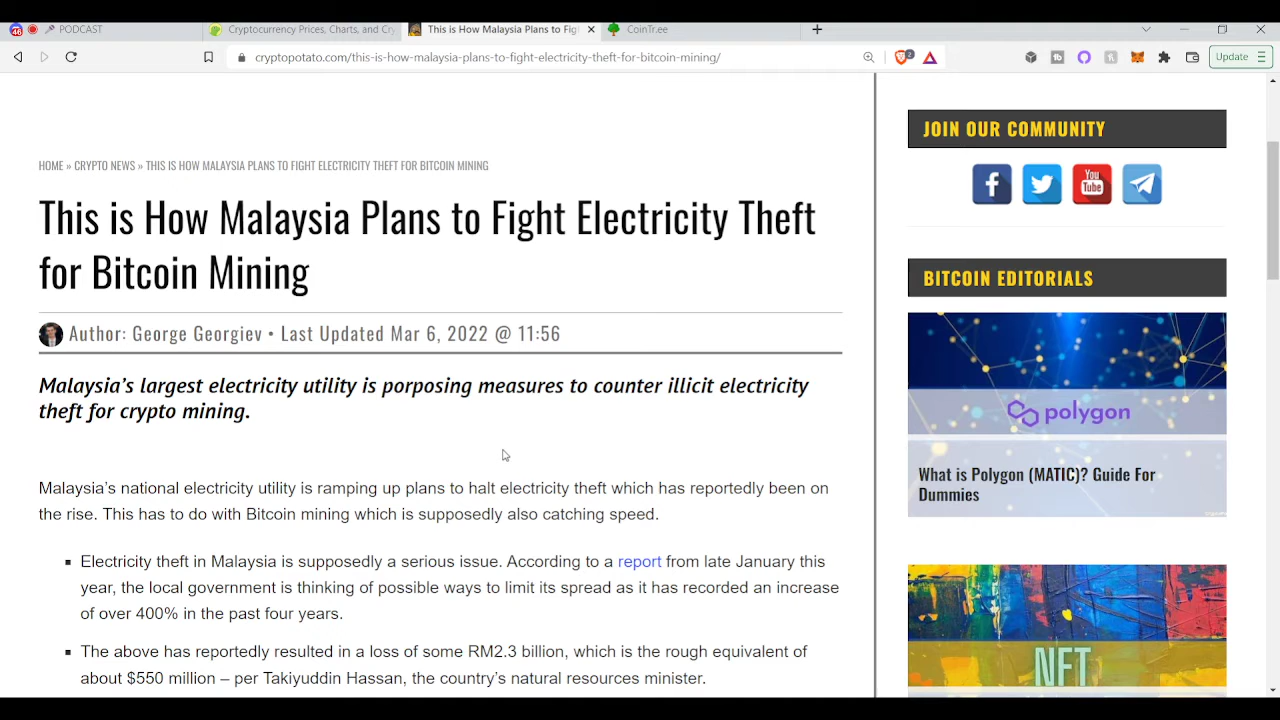 46
PODCAST
Cryptocurrency Prices, Charts, and Cry
This is How Malaysia Plans to Figh
CoinTr.ee
cryptopotato.com/this-is-how-malaysia-plans-to-fight-electricity-theft-for-bitcoin-mining/
2
Update
HOME » CRYPTO NEWS » THIS IS HOW MALAYSIA PLANS TO FIGHT ELECTRICITY THEFT FOR BITCOIN MINING
This is How Malaysia Plans to Fight Electricity Theft
for Bitcoin Mining
Author: George Georgiev • Last Updated Mar 6, 2022 @ 11:56
Malaysia's largest electricity utility is porposing measures to counter illicit electricity
theft for crypto mining.
Malaysia's national electricity utility is ramping up plans to halt electricity theft which has reportedly been on
the rise. This has to do with Bitcoin mining which is supposedly also catching speed.
Electricity theft in Malaysia is supposedly a serious issue. According to a report from late January this
year, the local government is thinking of possible ways to limit its spread as it has recorded an increase
of over 400% in the past four years.
The above has reportedly resulted in a loss of some RM2.3 billion, which is the rough equivalent of
about $550 million – per Takiyuddin Hassan, the country's natural resources minister.
JOIN OUR COMMUNITY
You
Tube
BITCOIN EDITORIALS
polygon
What is Polygon (MATIC)? Guide For
Dummies
NFT